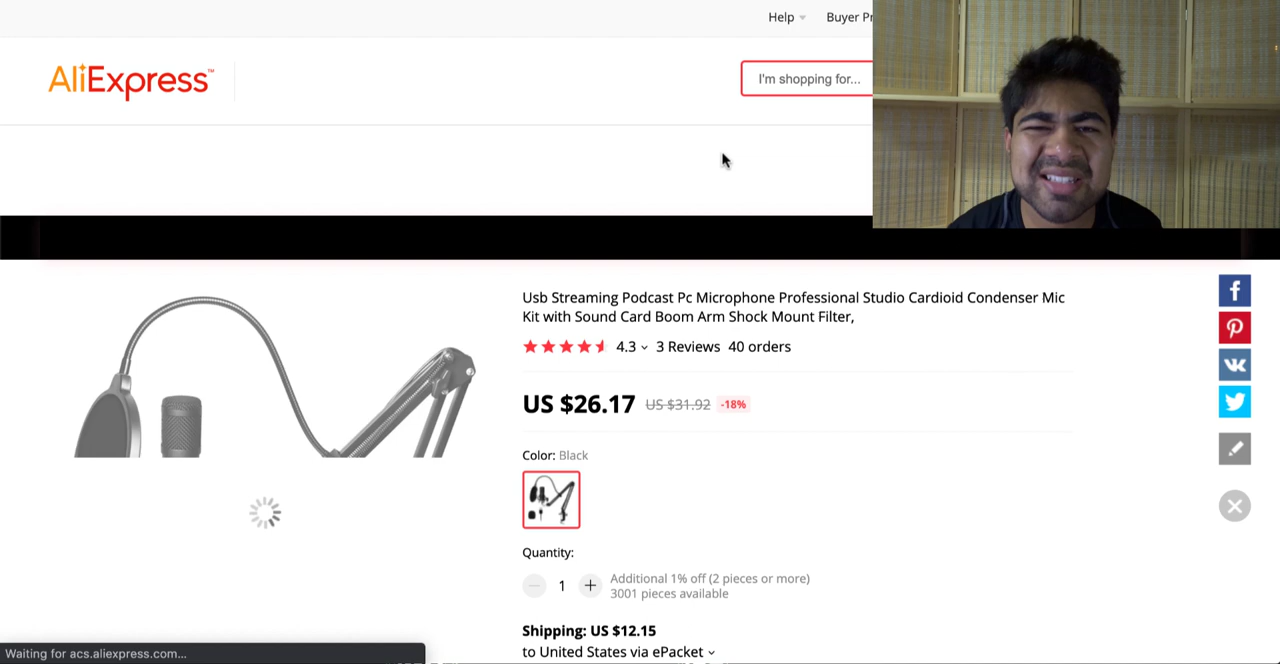 Help
Buyer Pr
AliExpress™
I'm shopping for...
Usb Streaming Podcast Pc Microphone Professional Studio Cardioid Condenser Mic
Kit with Sound Card Boom Arm Shock Mount Filter,
4.3 3 Reviews 40 orders
US $26.17 US $31.92 -18%
Color: Black
Quantity:
1
Additional 1% off (2 pieces or more)
3001 pieces available
Shipping: US $12.15
to United States via ePacket
Waiting for acs.aliexpress.com...